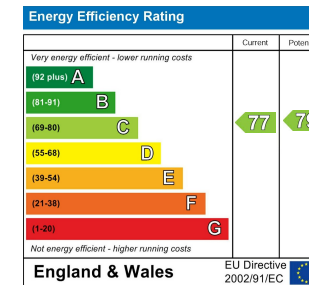 Energy Efficiency Rating
Current
Very energy efficient - lower running costs
(92 plus) A
(81-91) B
(69-80) C
77
(55-68) D
(39-54) E
(21-38) F
(1-20) G
Not energy efficient - higher running costs
England & Wales
EU Directive
2002/91/EC